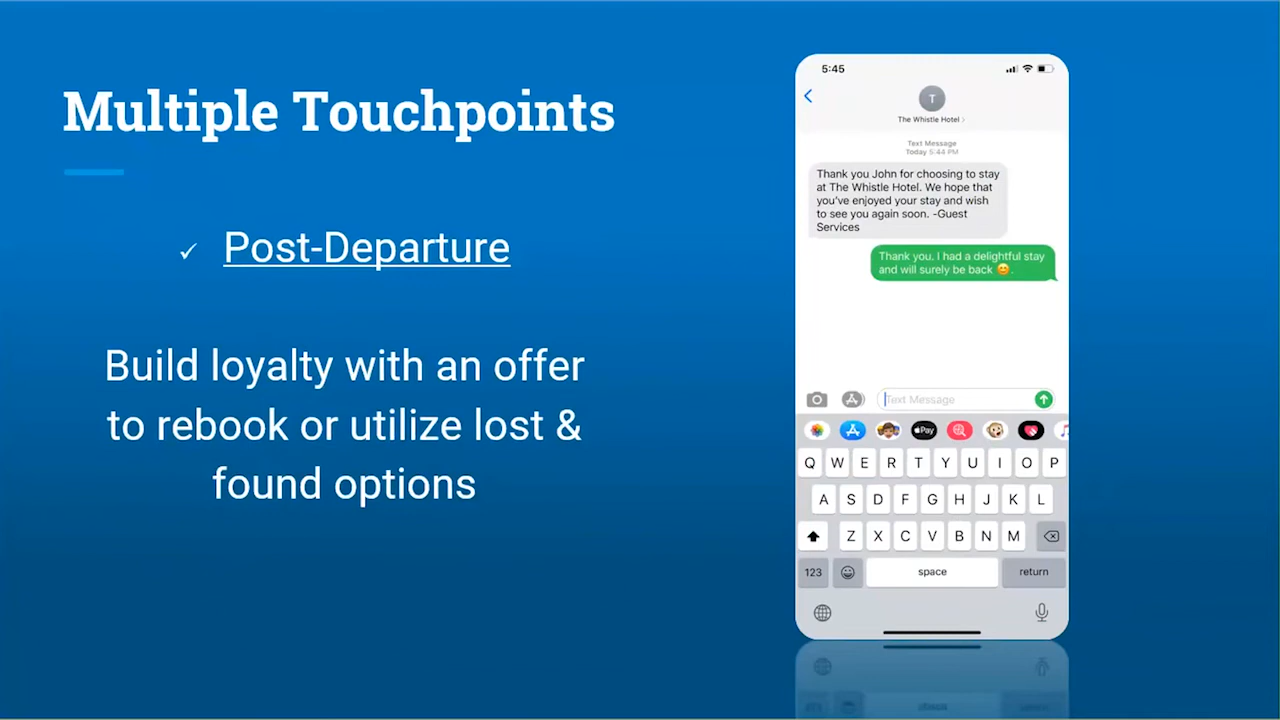 Multiple Touchpoints
✓ Post-Departure
Build loyalty with an offer
to rebook or utilize lost &
found options
5:45
T
The Whistle Hotel >
Text Message
Today 5:44 PM
Thank you John for choosing to stay
at The Whistle Hotel. We hope that
you've enjoyed your stay and wish
to see you again soon. -Guest
Services
Thank you. I had a delightful stay
and will surely be back 😊.
Text Message
Pay
Q W E R T Y U I O P
A S D F G H J K L
Z X C V B N M
123 space return